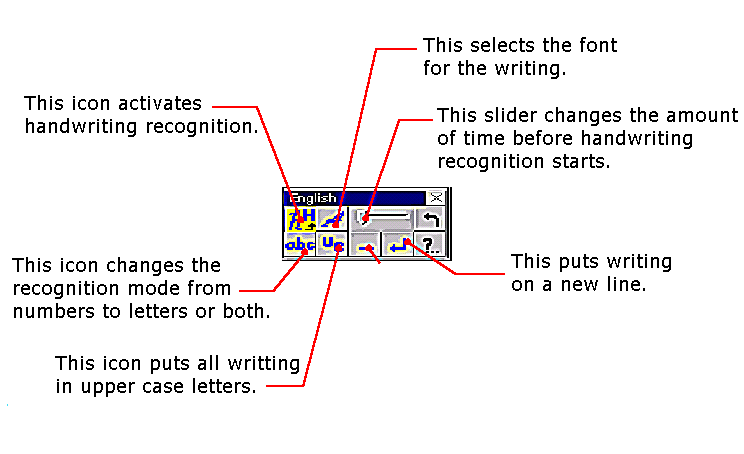 This selects the font
for the writing.
This icon activates
handwriting recognition.
This slider changes the amount
of time before handwriting
recognition starts.
English
abc
?..
This icon changes the
recognition mode from
numbers to letters or both.
This puts writing
on a new line.
This icon puts all writting
in upper case letters.